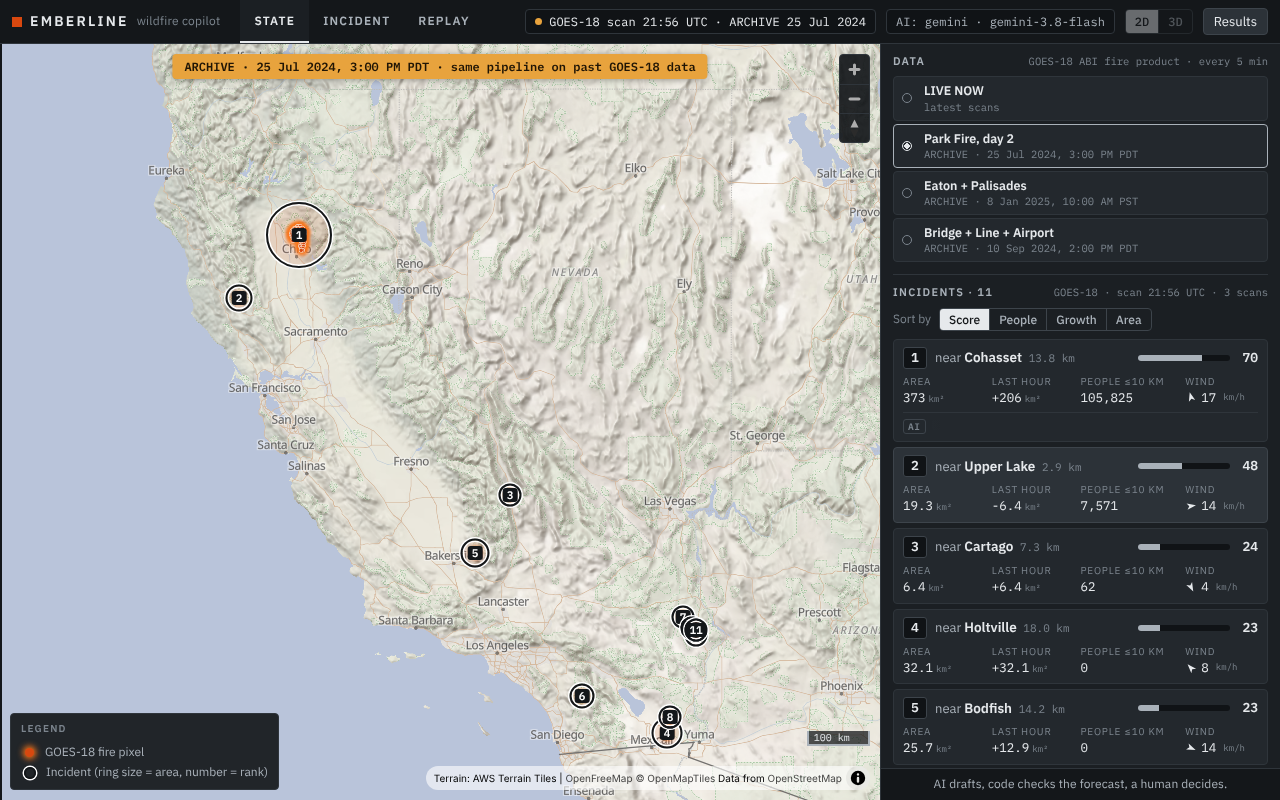 EMBERLINE wildfire copilot STATE INCIDENT REPLAY GOES-18 scan 21:56 UTC · ARCHIVE 25 Jul 2024 AI: gemini · gemini-3.8-flash 2D 3D Results
ARCHIVE · 25 Jul 2024, 3:00 PM PDT · same pipeline on past GOES-18 data
Eureka
Elko
Salt Lake Cit
Provo
1
2
Reno
Carson City
NEVADA
Ely
UTAH
Sacramento
San Francisco
San Jose
Santa Cruz
Salinas
Fresno
St. George
Las Vegas
3
5
Bakers
Flagsta
Lancaster
Santa Barbara
Los Angeles
7
11
Prescott
ARIZON
Phoenix
6
8
4
San Diego
Mex
Yuma
Ensenada
100 km
LEGEND
GOES-18 fire pixel
Incident (ring size = area, number = rank)
Terrain: AWS Terrain Tiles | OpenFreeMap © OpenMapTiles Data from OpenStreetMap
DATA GOES-18 ABI fire product · every 5 min
LIVE NOW
latest scans
Park Fire, day 2
ARCHIVE · 25 Jul 2024, 3:00 PM PDT
Eaton + Palisades
ARCHIVE · 8 Jan 2025, 10:00 AM PST
Bridge + Line + Airport
ARCHIVE · 10 Sep 2024, 2:00 PM PDT
INCIDENTS · 11 GOES-18 · scan 21:56 UTC · 3 scans
Sort by Score People Growth Area
1 near Cohasset 13.8 km 70
AREA LAST HOUR PEOPLE ≤10 KM WIND
373 km² +206 km² 105,825 17 km/h
AI
2 near Upper Lake 2.9 km 48
AREA LAST HOUR PEOPLE ≤10 KM WIND
19.3 km² -6.4 km² 7,571 14 km/h
3 near Cartago 7.3 km 24
AREA LAST HOUR PEOPLE ≤10 KM WIND
6.4 km² +6.4 km² 62 4 km/h
4 near Holtville 18.0 km 23
AREA LAST HOUR PEOPLE ≤10 KM WIND
32.1 km² +32.1 km² 0 8 km/h
5 near Bodfish 14.2 km 23
AREA LAST HOUR PEOPLE ≤10 KM WIND
25.7 km² +12.9 km² 0 14 km/h
AI drafts, code checks the forecast, a human decides.